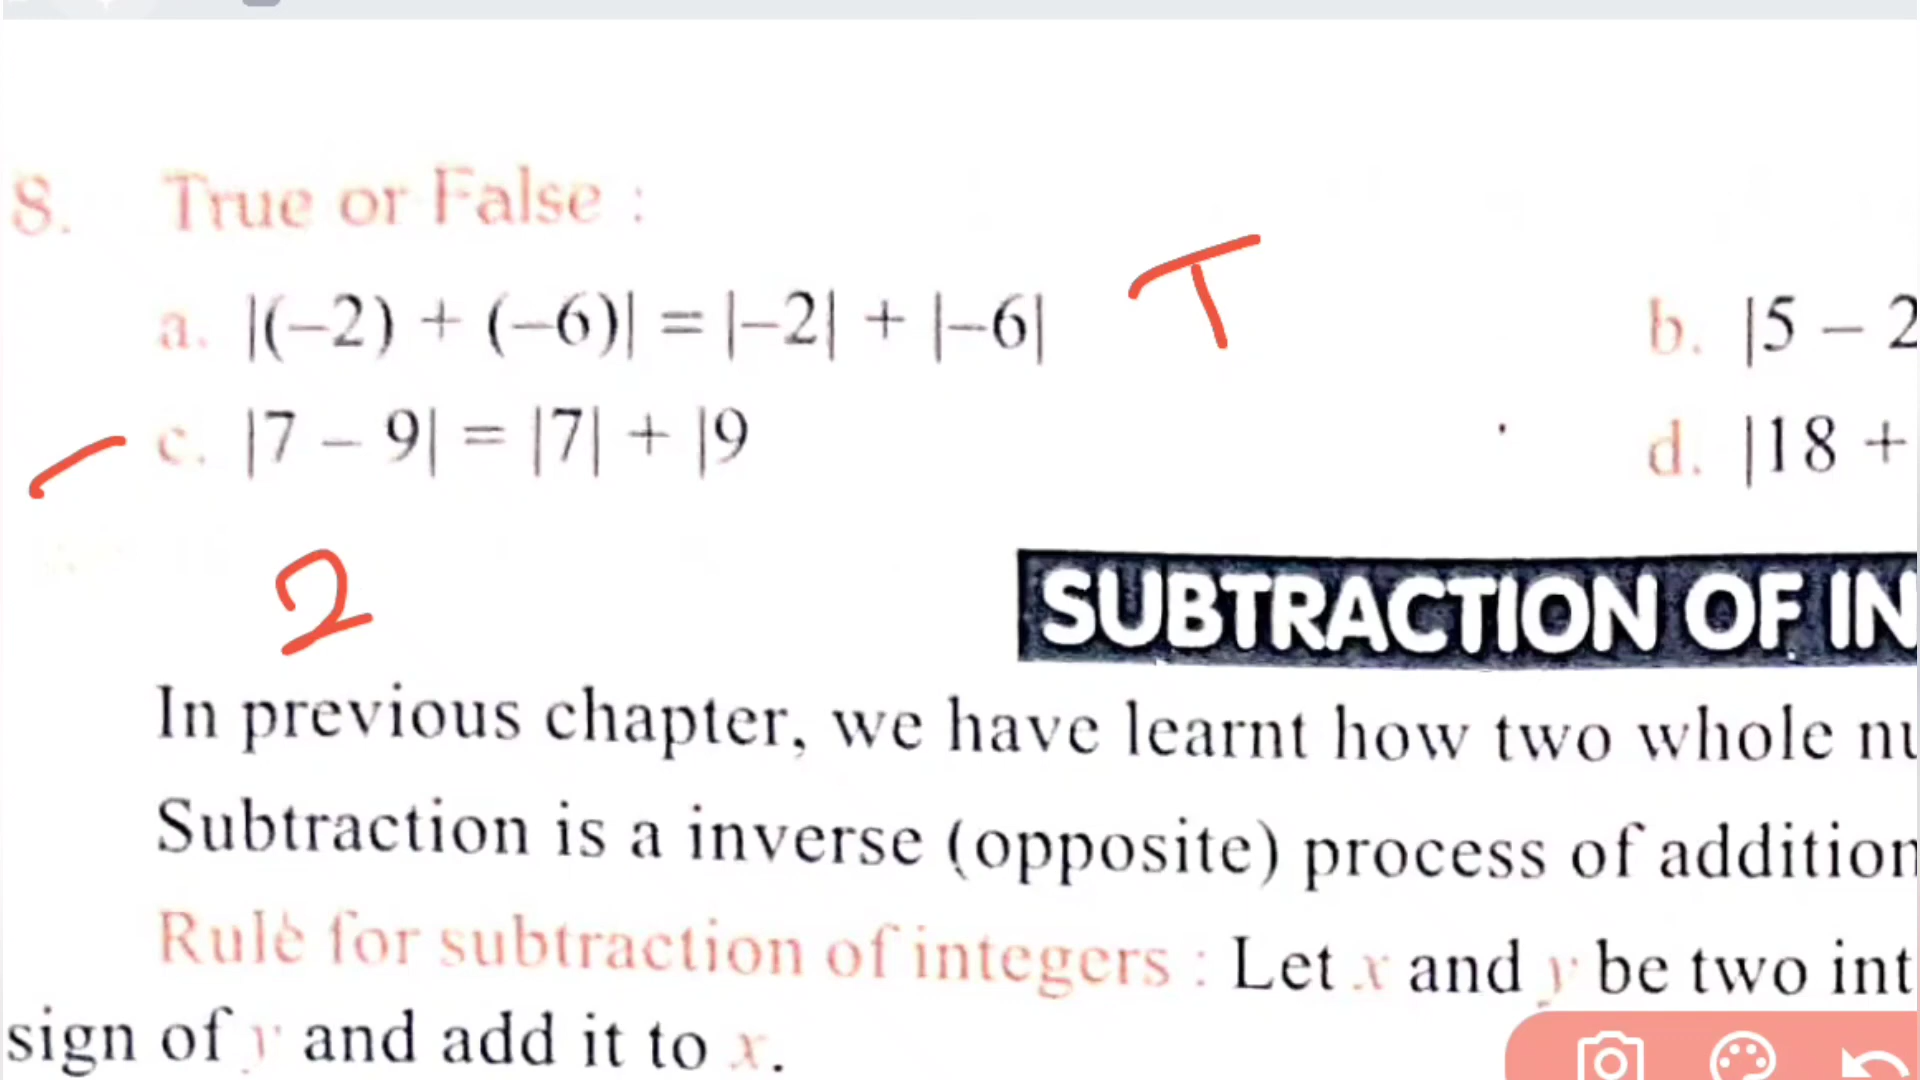 8. True or False :
a. |(–2) + (–6)| = |–2| + |–6| T b. |5 – 2
c. |7 – 9| = |7| + |9 d. |18 +
2
SUBTRACTION OF IN
In previous chapter, we have learnt how two whole nu
Subtraction is a inverse (opposite) process of addition
Rule for subtraction of integers : Let x and y be two int
sign of y and add it to x.